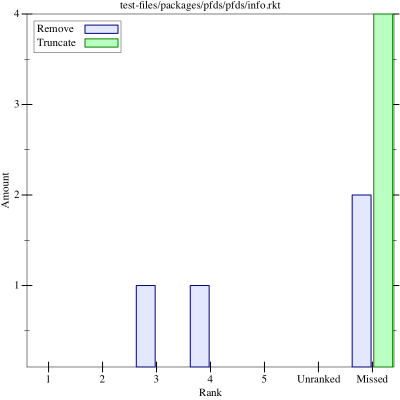 test-files/packages/pfds/pfds/info.rkt
Remove
Truncate
4
3
2
1
Amount
1 2 3 4 5 Unranked Missed
Rank